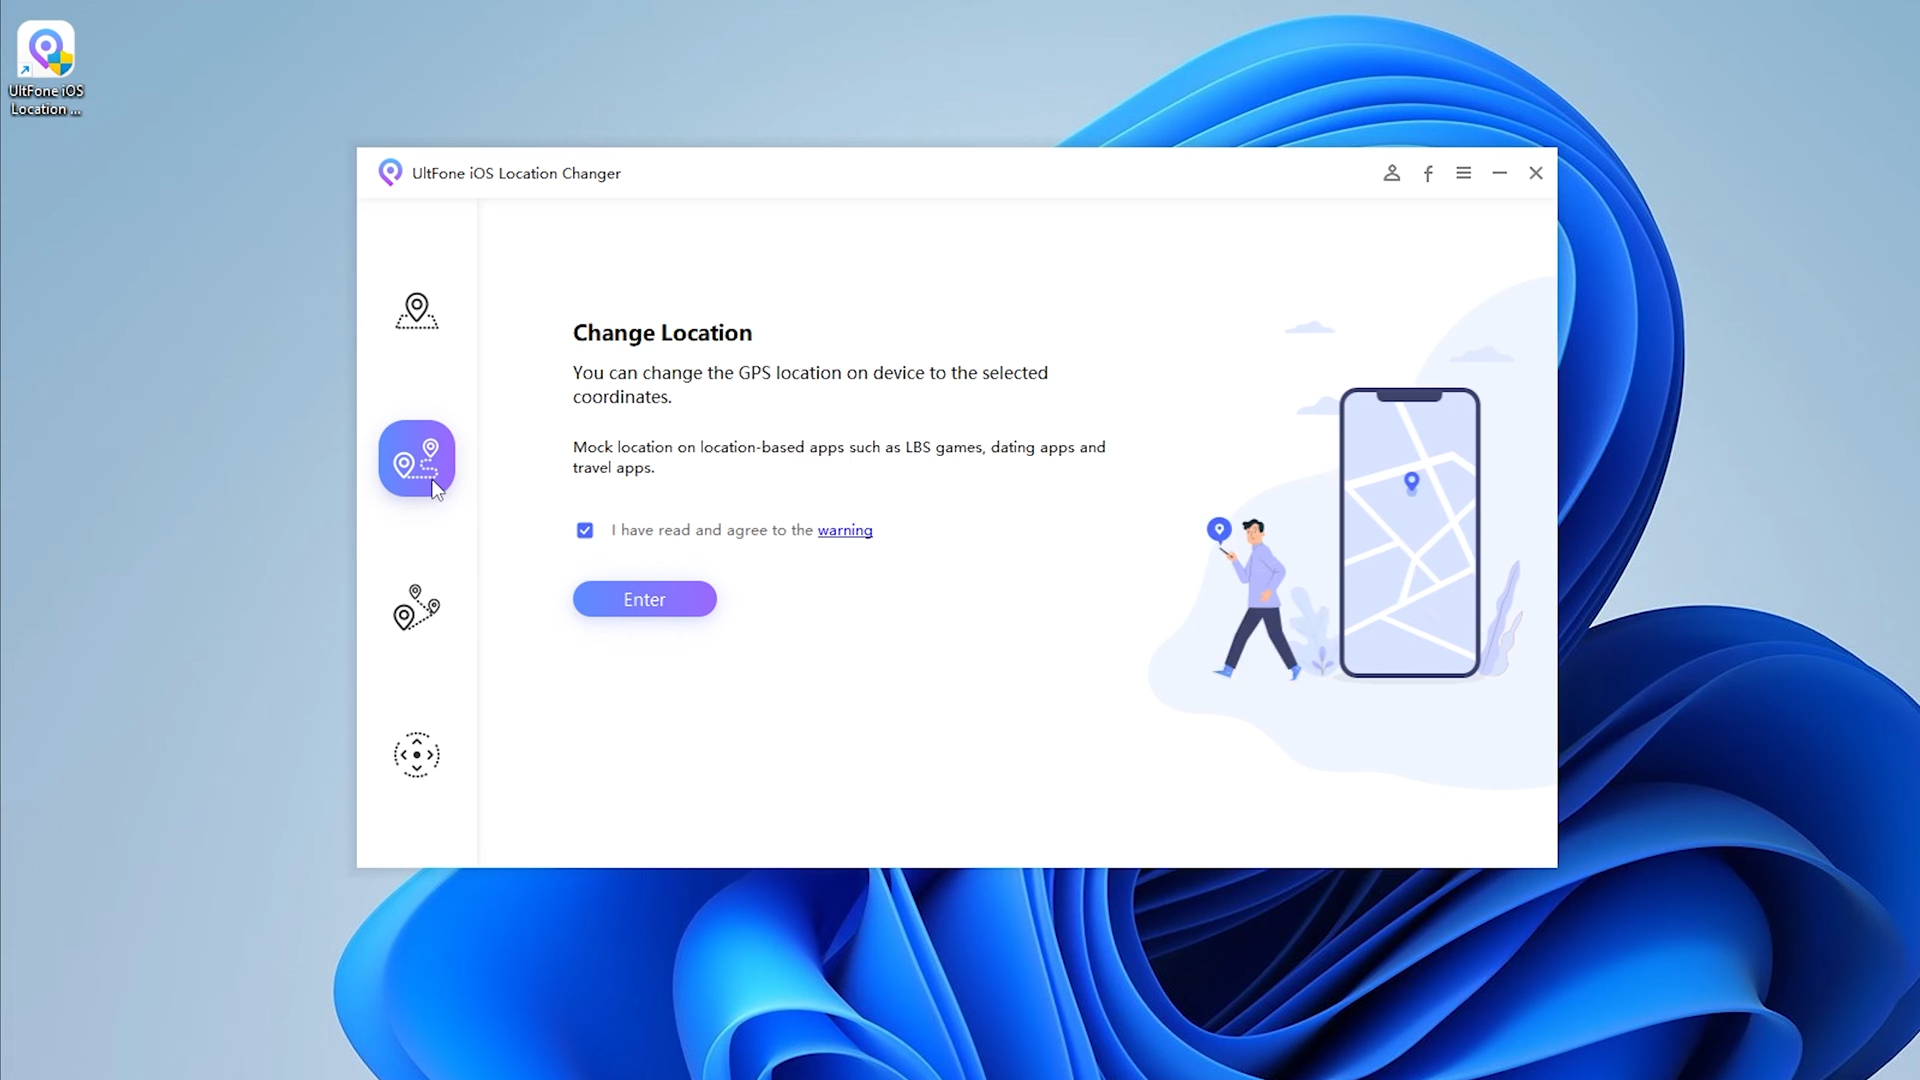 UltFone iOS
Location ...
UltFone iOS Location Changer
Change Location
You can change the GPS location on device to the selected
coordinates.
Mock location on location-based apps such as LBS games, dating apps and
travel apps.
I have read and agree to the warning
Enter